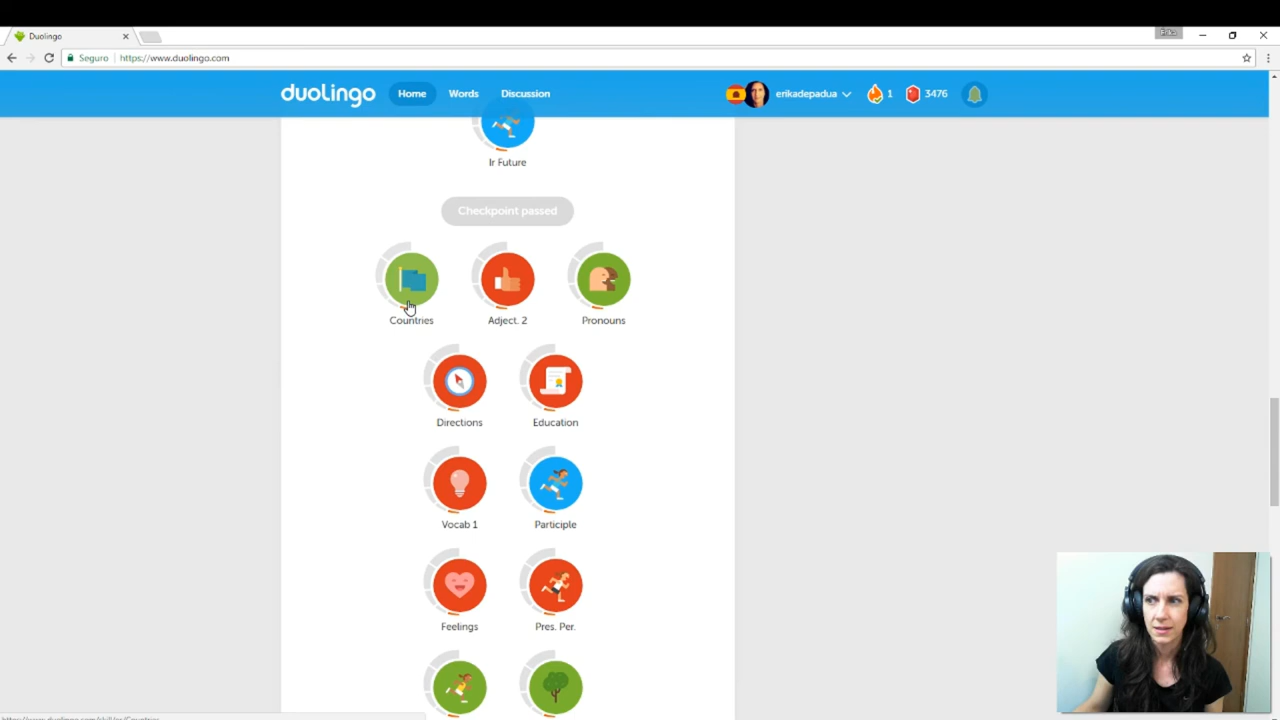 Duolingo
Erika
Seguro
https://www.duolingo.com
duolingo
Home
Words
Discussion
erikadepadua
1
3476
Ir Future
Checkpoint passed
Countries
Adject. 2
Pronouns
Directions
Education
Vocab 1
Participle
Feelings
Pres. Per.